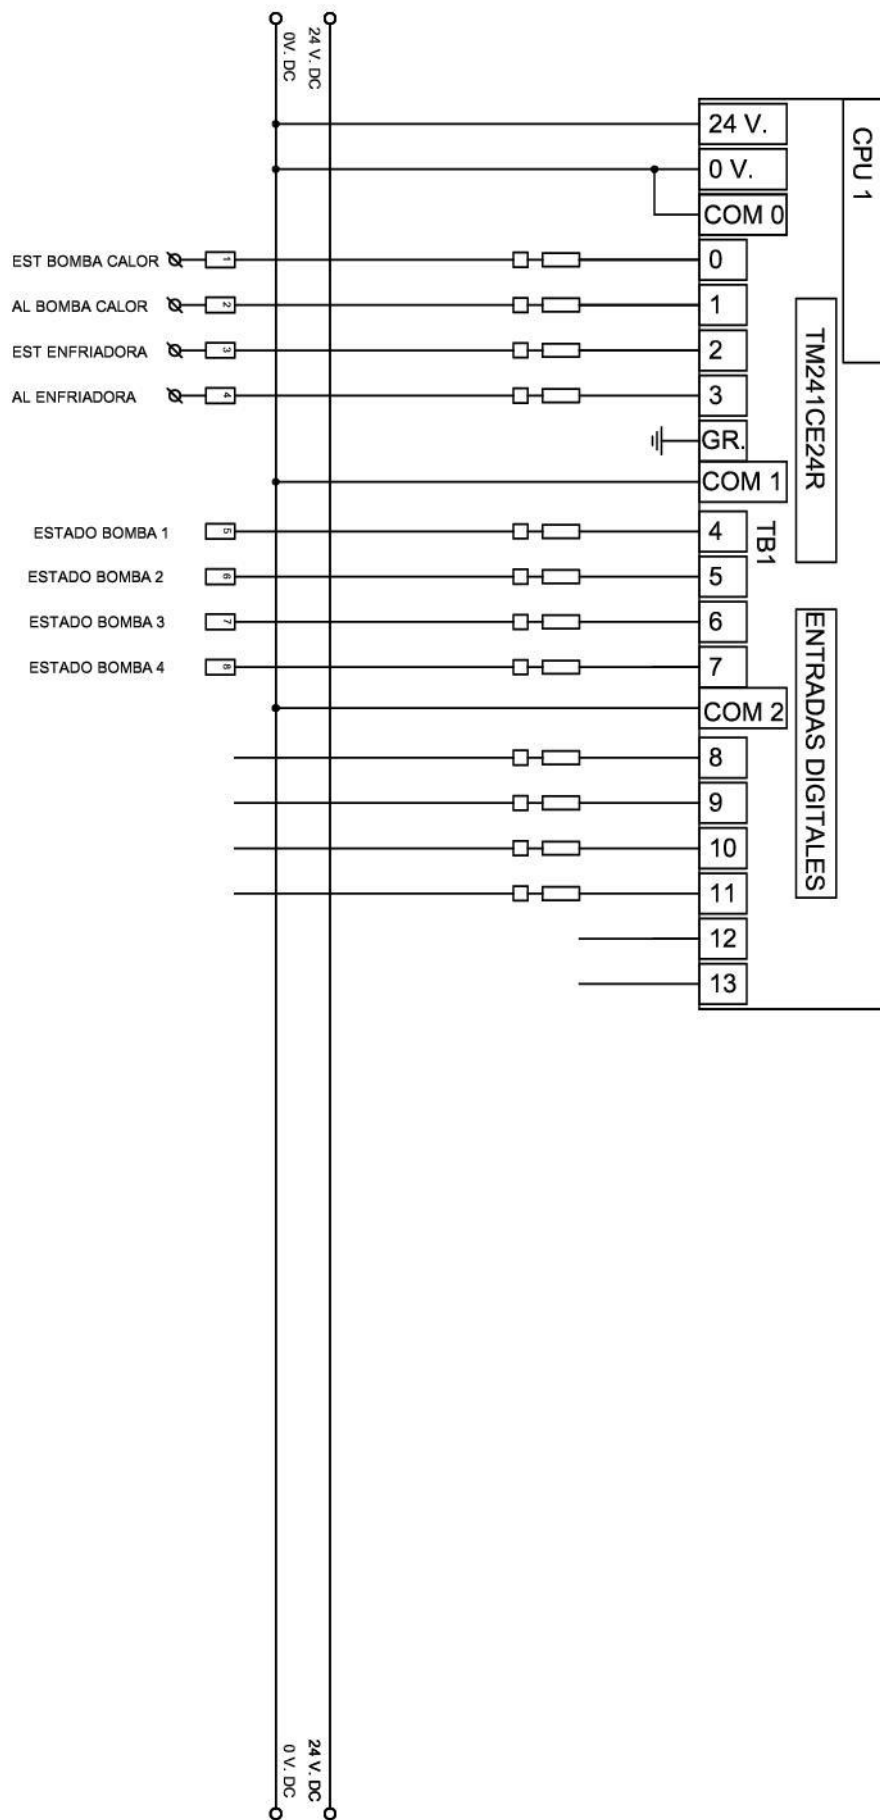 0V. DC
24 V. DC
CPU 1
24 V.
0 V.
COM 0
EST BOMBA CALOR
1
0
AL BOMBA CALOR
2
1
EST ENFRIADORA
3
2
AL ENFRIADORA
4
3
TM241CE24R
GR.
COM 1
ESTADO BOMBA 1
5
4
TB1
ESTADO BOMBA 2
6
5
ESTADO BOMBA 3
7
6
ESTADO BOMBA 4
8
7
ENTRADAS DIGITALES
COM 2
8
9
10
11
12
13
0 V. DC
24 V. DC